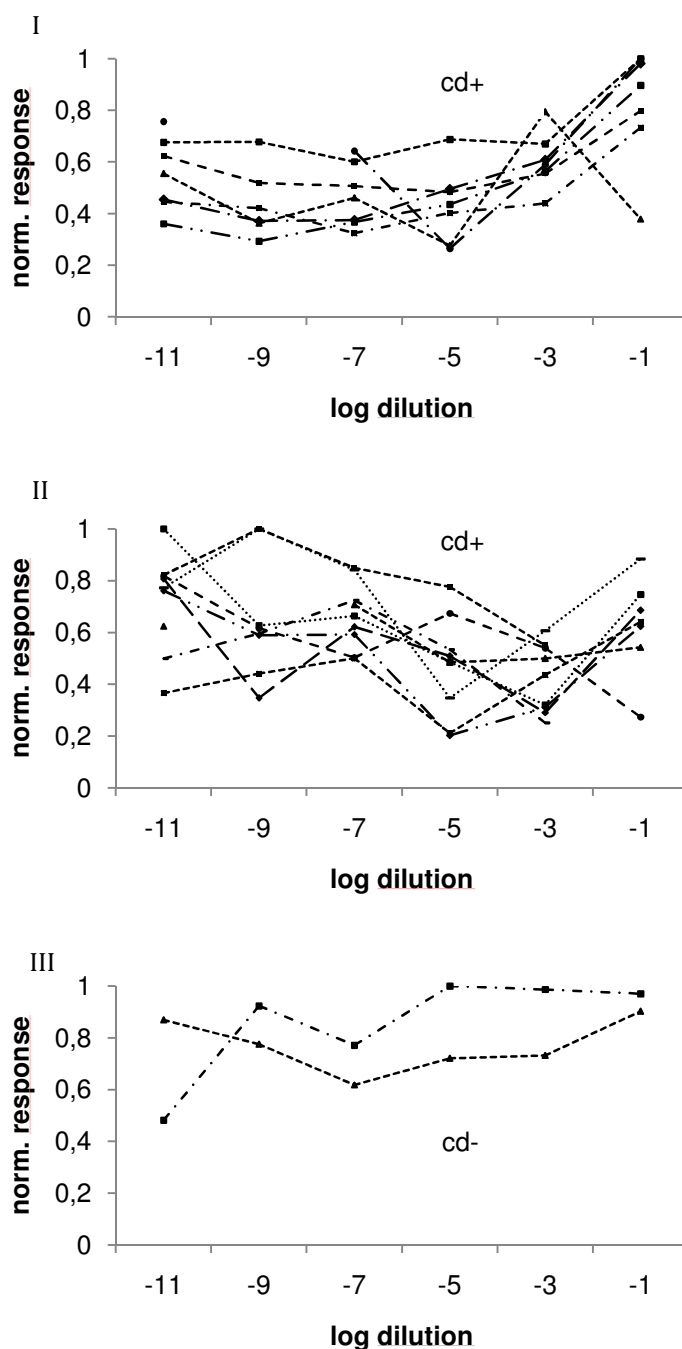 I
1
0,8
0,6
0,4
0,2
0
norm. response
cd+
-11 -9 -7 -5 -3 -1
log dilution
II
1
0,8
0,6
0,4
0,2
0
norm. response
cd+
-11 -9 -7 -5 -3 -1
log dilution
III
1
0,8
0,6
0,4
0,2
0
norm. response
cd-
-11 -9 -7 -5 -3 -1
log dilution